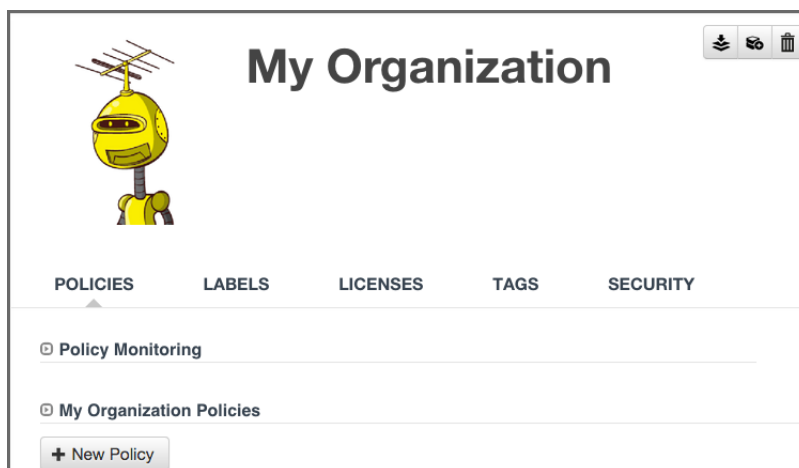 My Organization
POLICIES LABELS LICENSES TAGS SECURITY
Policy Monitoring
My Organization Policies
New Policy